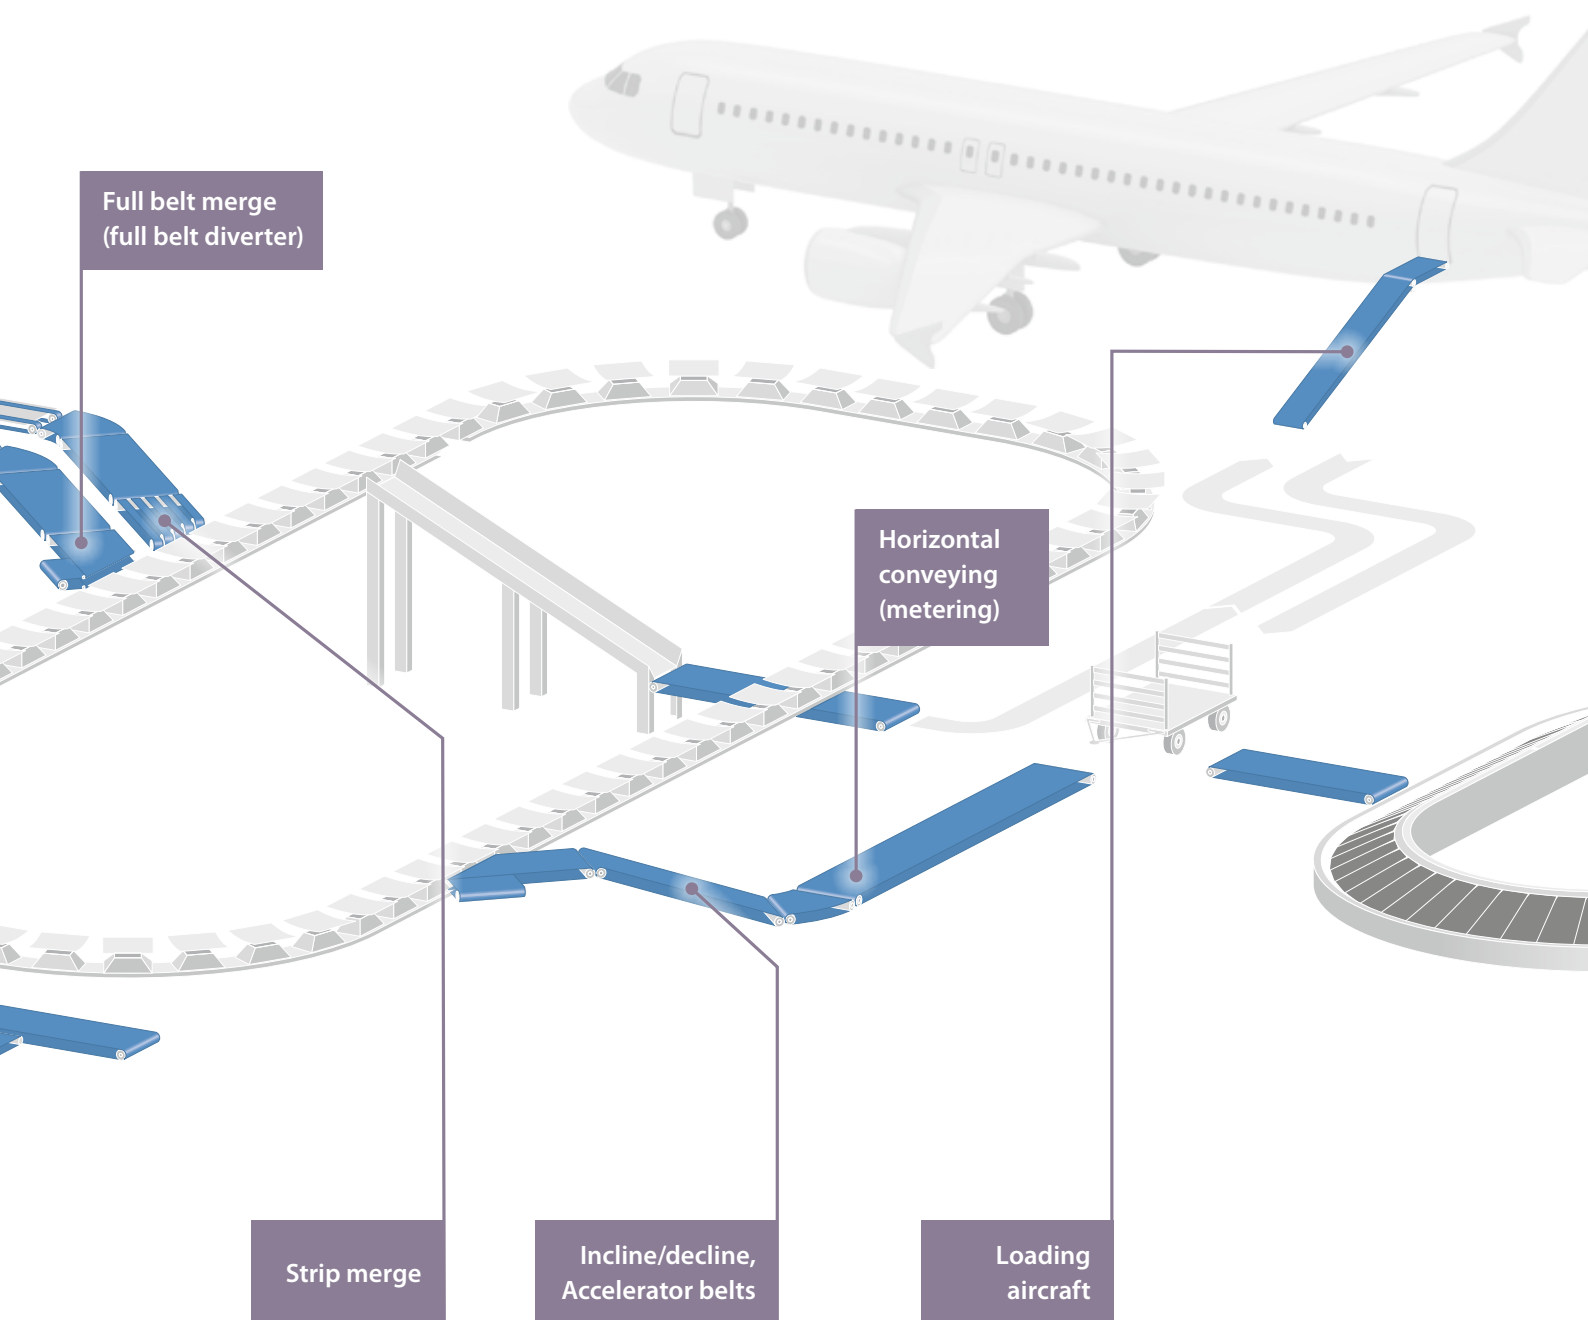 Full belt merge
(full belt diverter)
Horizontal
conveying
(metering)
Strip merge
Incline/decline,
Accelerator belts
Loading
aircraft